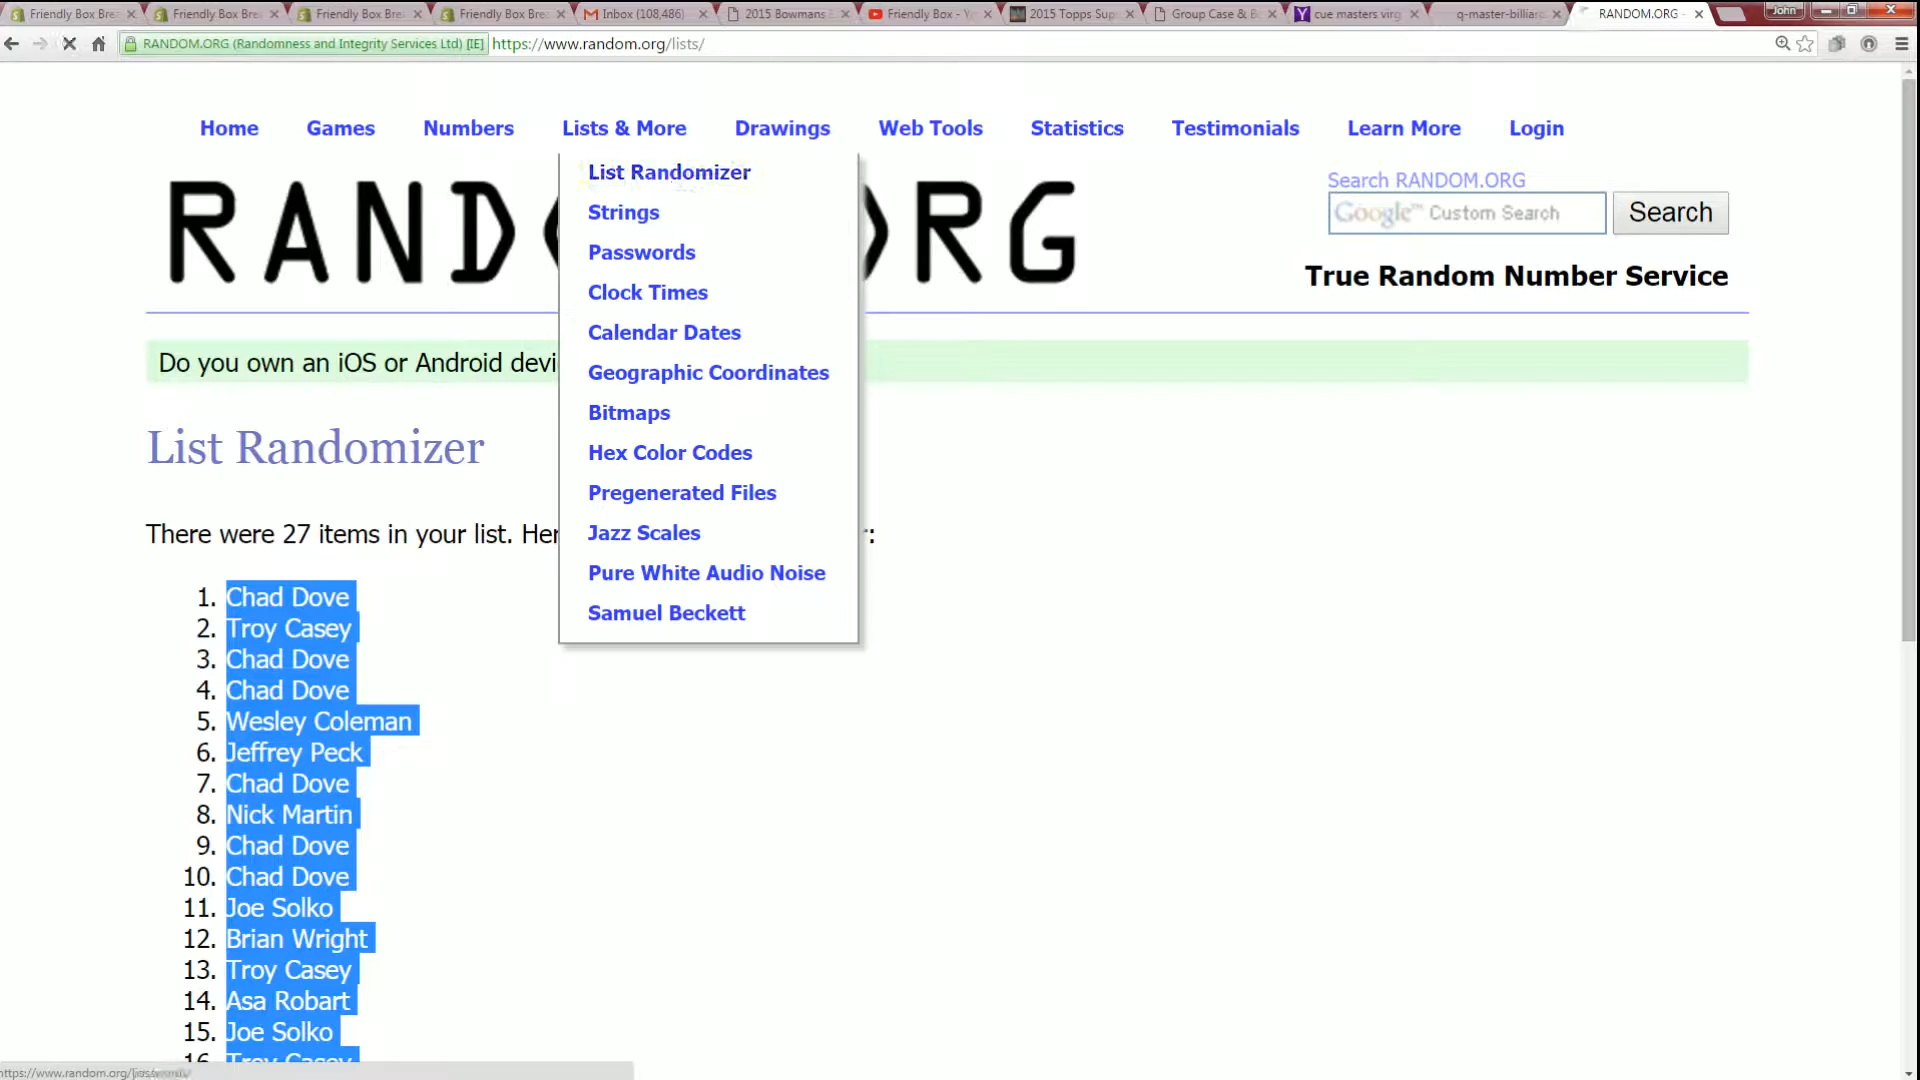 Friendly Box Bre
Friendly Box Bre
Friendly Box Bre
Friendly Box Bre
Inbox (108,486)
2015 Bowmans
Friendly Box - Y
2015 Topps Sup
Group Case & B
cue masters virg
q-master-billiar
RANDOM.ORG -
John
RANDOM.ORG (Randomness and Integrity Services Ltd) [IE]
https://www.random.org/lists/
Home
Games
Numbers
Lists & More
Drawings
Web Tools
Statistics
Testimonials
Learn More
Login
List Randomizer
Strings
Passwords
Clock Times
Calendar Dates
Geographic Coordinates
Bitmaps
Hex Color Codes
Pregenerated Files
Jazz Scales
Pure White Audio Noise
Samuel Beckett
RAND RG
Search RANDOM.ORG
Google™ Custom Search
Search
True Random Number Service
Do you own an iOS or Android devi
List Randomizer
There were 27 items in your list. Her :
1. Chad Dove
2. Troy Casey
3. Chad Dove
4. Chad Dove
5. Wesley Coleman
6. Jeffrey Peck
7. Chad Dove
8. Nick Martin
9. Chad Dove
10. Chad Dove
11. Joe Solko
12. Brian Wright
13. Troy Casey
14. Asa Robart
15. Joe Solko
16. Troy Casey